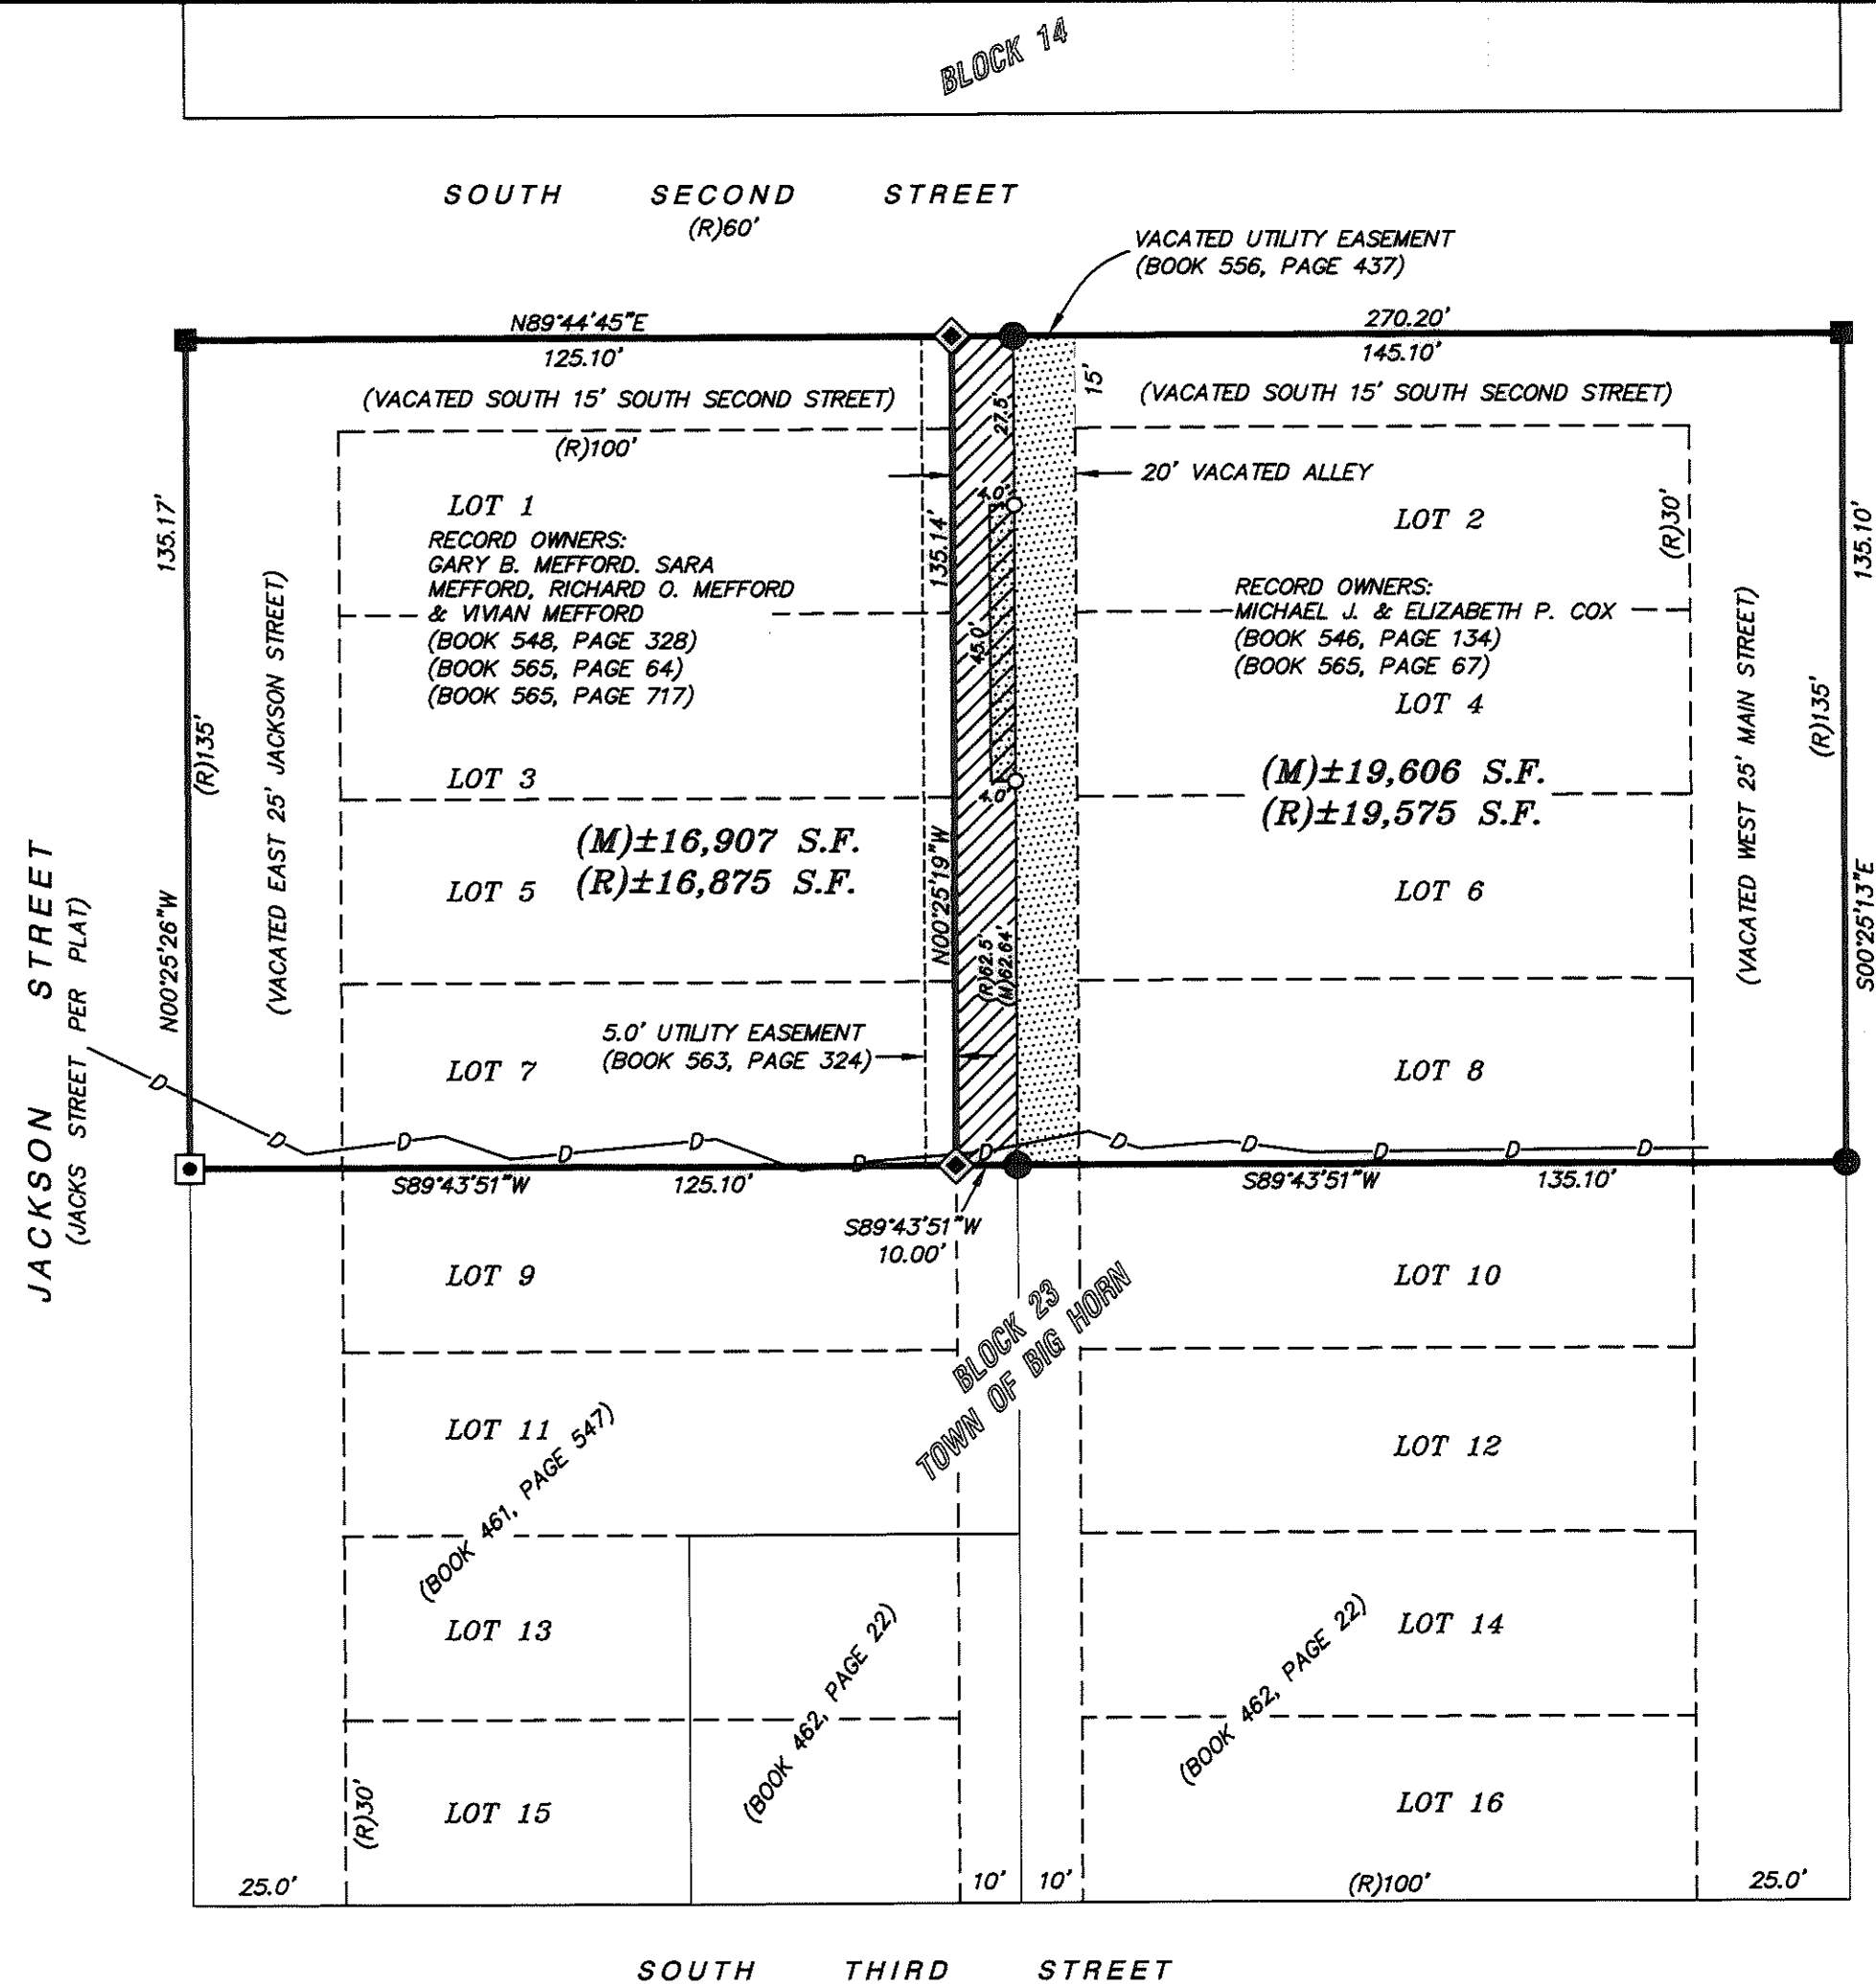 BLOCK 14
SOUTH SECOND STREET
(R)60'
VACATED UTILITY EASEMENT
(BOOK 556, PAGE 437)
N89°44'45"E
270.20'
125.10'
145.10'
(VACATED SOUTH 15' SOUTH SECOND STREET)
15'
(VACATED SOUTH 15' SOUTH SECOND STREET)
27.5'
(R)100'
20' VACATED ALLEY
LOT 1
4.0'
LOT 2
(R)30'
135.17'
135.14'
135.10'
RECORD OWNERS:
GARY B. MEFFORD. SARA
MEFFORD, RICHARD O. MEFFORD
& VIVIAN MEFFORD
(BOOK 548, PAGE 328)
(BOOK 565, PAGE 64)
(BOOK 565, PAGE 717)
RECORD OWNERS:
MICHAEL J. & ELIZABETH P. COX
(BOOK 546, PAGE 134)
(BOOK 565, PAGE 67)
45.0'
LOT 4
(R)135'
(VACATED EAST 25' JACKSON STREET)
(VACATED WEST 25' MAIN STREET)
(R)135'
LOT 3
4.0'
(M)±19,606 S.F.
(R)±19,575 S.F.
(M)±16,907 S.F.
(R)±16,875 S.F.
LOT 5
N00°25'19"W
LOT 6
JACKSON STREET
(JACKS STREET PER PLAT)
N00°25'26"W
S00°25'13"E
(R)62.5'
(M)62.64'
5.0' UTILITY EASEMENT
(BOOK 563, PAGE 324)
LOT 7
LOT 8
D D D D D D D D D D D D
S89°43'51"W 125.10'
S89°43'51"W 135.10'
S89°43'51"W
10.00'
LOT 9
LOT 10
BLOCK 23
TOWN OF BIG HORN
LOT 11
LOT 12
(BOOK 461, PAGE 547)
LOT 13
LOT 14
(BOOK 462, PAGE 22)
(BOOK 462, PAGE 22)
LOT 15
LOT 16
(R)30'
25.0'
10'
10'
(R)100'
25.0'
SOUTH THIRD STREET